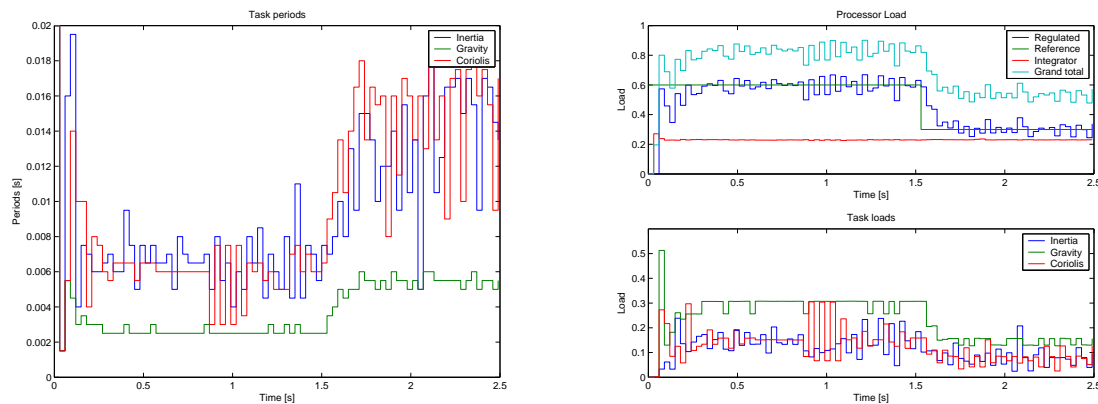 Task periods
0.02
0.018
0.016
0.014
0.012
0.01
0.008
0.006
0.004
0.002
0
0 0.5 1 1.5 2 2.5
Periods [s]
Time [s]
Inertia
Gravity
Coriolis
Processor Load
1
0.8
0.6
0.4
0.2
0
0 0.5 1 1.5 2 2.5
Load
Time [s]
Regulated
Reference
Integrator
Grand total
Task loads
0.5
0.4
0.3
0.2
0.1
0
0 0.5 1 1.5 2 2.5
Load
Time [s]
Inertia
Gravity
Coriolis